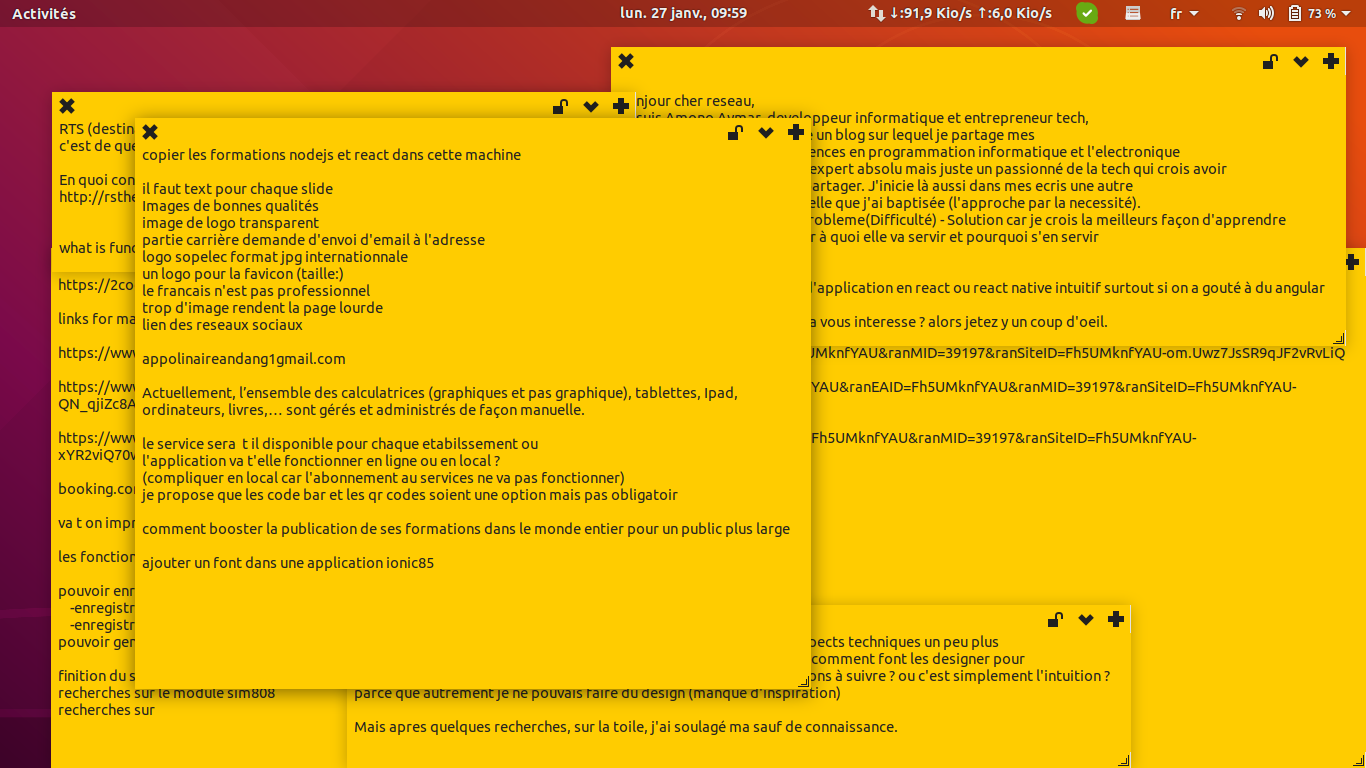 Activités
lun. 27 janv., 09:59
↓:91,9 Kio/s ↑:6,0 Kio/s
fr
73 %
njour cher reseau,
suis Amono Aymar, developpeur informatique et entrepreneur tech,
un blog sur lequel je partage mes
ences en programmation informatique et l'electronique
expert absolu mais juste un passionné de la tech qui crois avoir
artager. J'inicie là aussi dans mes ecris une autre
elle que j'ai baptisée (l'approche par la necessité).
robleme(Difficulté) - Solution car je crois la meilleurs façon d'apprendre
r à quoi elle va servir et pourquoi s'en servir
l'application en react ou react native intuitif surtout si on a gouté à du angular
a vous interesse ? alors jetez y un coup d'oeil.
RTS (destin
c'est de que
En quoi con
http://rsthe
what is func
copier les formations nodejs et react dans cette machine
il faut text pour chaque slide
Images de bonnes qualités
image de logo transparent
partie carrière demande d'envoi d'email à l'adresse
logo sopelec format jpg internationnale
un logo pour la favicon (taille:)
le francais n'est pas professionnel
trop d'image rendent la page lourde
lien des reseaux sociaux
appolinaireandang1gmail.com
Actuellement, l’ensemble des calculatrices (graphiques et pas graphique), tablettes, Ipad,
ordinateurs, livres,… sont gérés et administrés de façon manuelle.
le service sera  t il disponible pour chaque etabilssement ou
l'application va t'elle fonctionner en ligne ou en local ?
(compliquer en local car l'abonnement au services ne va pas fonctionner)
je propose que les code bar et les qr codes soient une option mais pas obligatoir
comment booster la publication de ses formations dans le monde entier pour un public plus large
ajouter un font dans une application ionic85
https://2co
links for ma
https://www
UMknfYAU&ranMID=39197&ranSiteID=Fh5UMknfYAU-om.Uwz7JsSR9qJF2vRvLiQ
https://www
YAU&ranEAID=Fh5UMknfYAU&ranMID=39197&ranSiteID=Fh5UMknfYAU-
QN_qjiZc8A
https://www
Fh5UMknfYAU&ranMID=39197&ranSiteID=Fh5UMknfYAU-
xYR2viQ70w
booking.con
va t on impr
les fonction
pouvoir enr
-enregistr
-enregistr
pouvoir gen
finition du s
recherches sur le module sim808
recherches sur
pects techniques un peu plus
comment font les designer pour
ons à suivre ? ou c'est simplement l'intuition ?
parce que autrement je ne pouvais faire du design (manque d'inspiration)
Mais apres quelques recherches, sur la toile, j'ai soulagé ma sauf de connaissance.